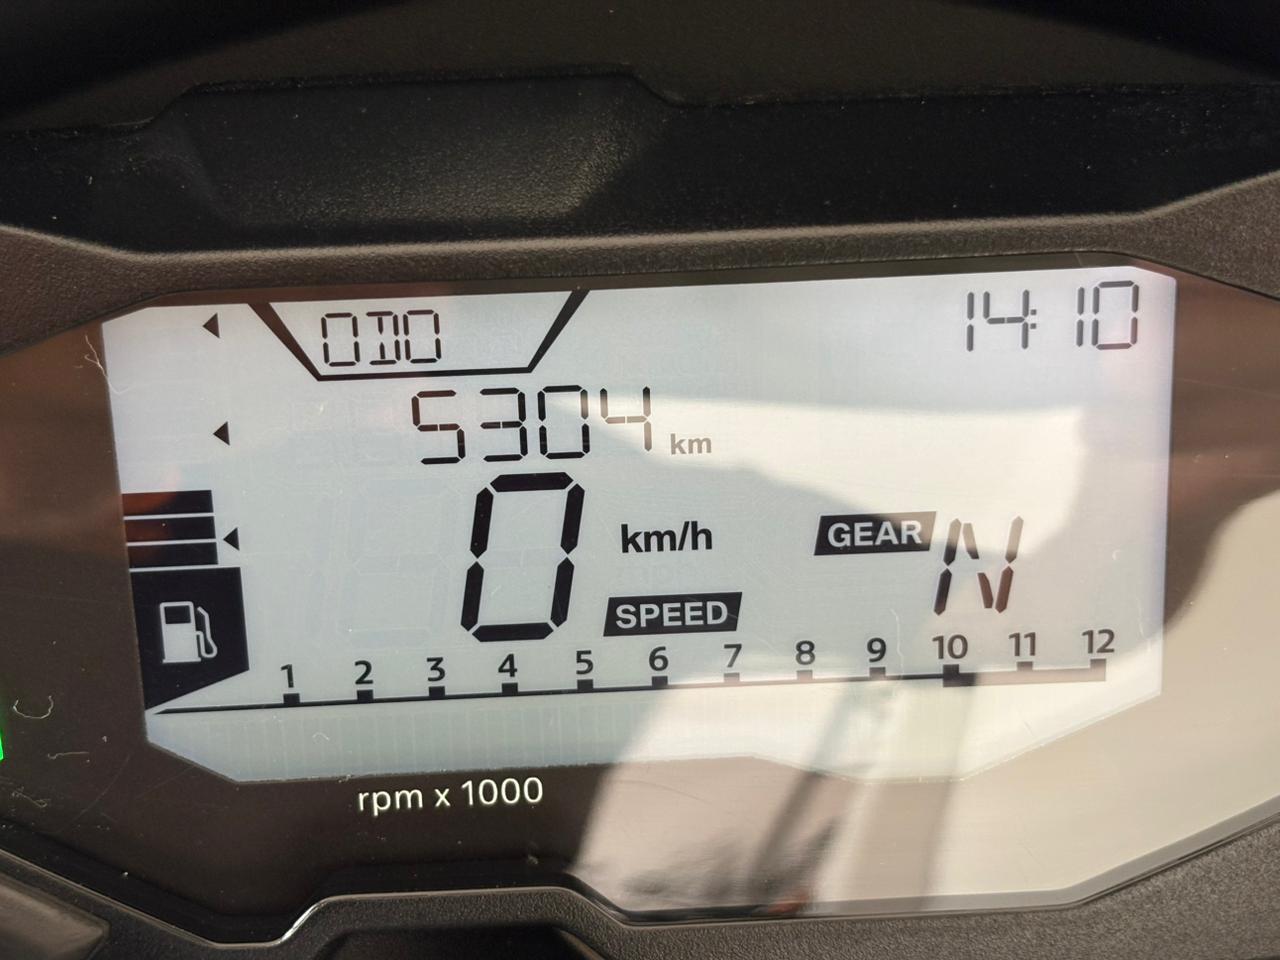 ODO 14:10
5304 km
0 km/h GEAR N
SPEED
1 2 3 4 5 6 7 8 9 10 11 12
rpm x 1000